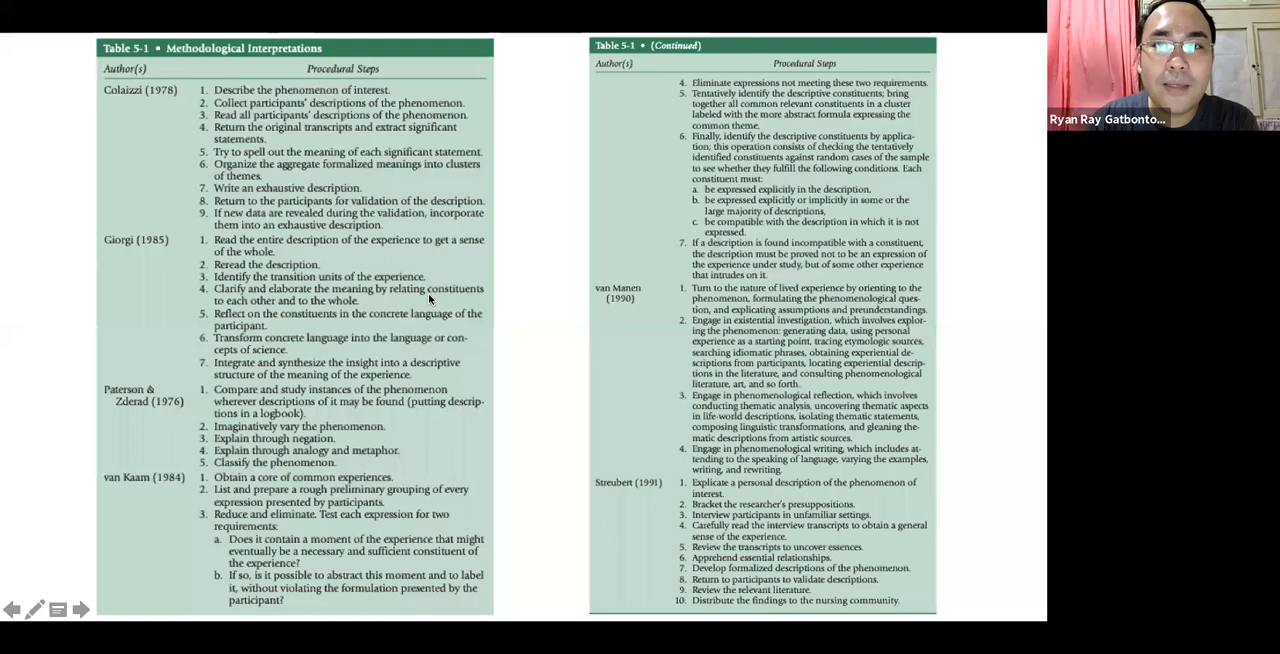 Table 5-1 • Methodological Interpretations
Author(s) Procedural Steps
Colaizzi (1978) 1. Describe the phenomenon of interest.
2. Collect participants' descriptions of the phenomenon.
3. Read all participants' descriptions of the phenomenon.
4. Return the original transcripts and extract significant
statements.
5. Try to spell out the meaning of each significant statement.
6. Organize the aggregate formalized meanings into clusters
of themes.
7. Write an exhaustive description.
8. Return to the participants for validation of the description.
9. If new data are revealed during the validation, incorporate
them into an exhaustive description.
Giorgi (1985) 1. Read the entire description of the experience to get a sense
of the whole.
2. Reread the description.
3. Identify the transition units of the experience.
4. Clarify and elaborate the meaning by relating constituents
to each other and to the whole.
5. Reflect on the constituents in the concrete language of the
participant.
6. Transform concrete language into the language or con-
cepts of science.
7. Integrate and synthesize the insight into a descriptive
structure of the meaning of the experience.
Paterson & 1. Compare and study instances of the phenomenon
Zderad (1976) wherever descriptions of it may be found (putting descrip-
tions in a logbook).
2. Imaginatively vary the phenomenon.
3. Explain through negation.
4. Explain through analogy and metaphor.
5. Classify the phenomenon.
van Kaam (1984) 1. Obtain a core of common experiences.
2. List and prepare a rough preliminary grouping of every
expression presented by participants.
3. Reduce and eliminate. Test each expression for two
requirements:
a. Does it contain a moment of the experience that might
eventually be a necessary and sufficient constituent of
the experience?
b. If so, is it possible to abstract this moment and to label
it, without violating the formulation presented by the
participant?
Table 5-1 • (Continued)
Author(s) Procedural Steps
4. Eliminate expressions not meeting these two requirements.
5. Tentatively identify the descriptive constituents; bring
together all common relevant constituents in a cluster
labeled with the more abstract formula expressing the
common theme.
6. Finally, identify the descriptive constituents by applica-
tion; this operation consists of checking the tentatively
identified constituents against random cases of the sample
to see whether they fulfill the following conditions. Each
constituent must:
a. be expressed explicitly in the description,
b. be expressed explicitly or implicitly in some or the
large majority of descriptions,
c. be compatible with the description in which it is not
expressed.
7. If a description is found incompatible with a constituent,
the description must be proved not to be an expression of
the experience under study, but of some other experience
that intrudes on it.
van Manen 1. Turn to the nature of lived experience by orienting to the
(1990) phenomenon, formulating the phenomenological ques-
tion, and explicating assumptions and preunderstandings.
2. Engage in existential investigation, which involves explor-
ing the phenomenon: generating data, using personal
experience as a starting point, tracing etymologic sources,
searching idiomatic phrases, obtaining experiential de-
scriptions from participants, locating experiential descrip-
tions in the literature, and consulting phenomenological
literature, art, and so forth.
3. Engage in phenomenological reflection, which involves
conducting thematic analysis, uncovering thematic aspects
in life-world descriptions, isolating thematic statements,
composing linguistic transformations, and gleaning the-
matic descriptions from artistic sources.
4. Engage in phenomenological writing, which includes at-
tending to the speaking of language, varying the examples,
writing, and rewriting.
Streubert (1991) 1. Explicate a personal description of the phenomenon of
interest.
2. Bracket the researcher's presuppositions.
3. Interview participants in unfamiliar settings.
4. Carefully read the interview transcripts to obtain a general
sense of the experience.
5. Review the transcripts to uncover essences.
6. Apprehend essential relationships.
7. Develop formalized descriptions of the phenomenon.
8. Return to participants to validate descriptions.
9. Review the relevant literature.
10. Distribute the findings to the nursing community.
Ryan Ray Gatbonto...